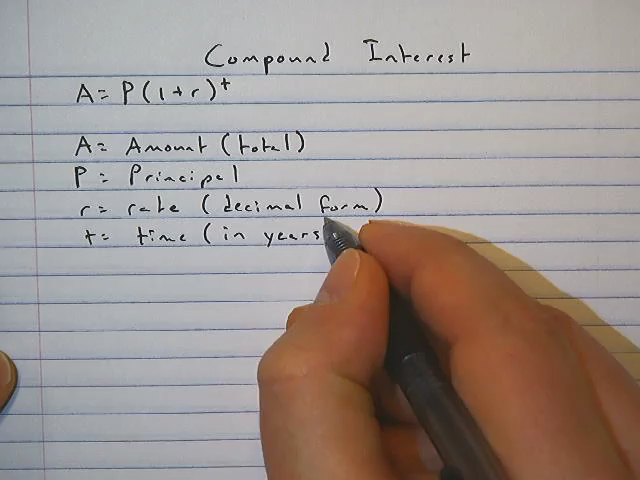 Compound Interest
A = P(1+r)^t
A = Amount (total)
P = Principal
r = rate (decimal form)
t = time (in years